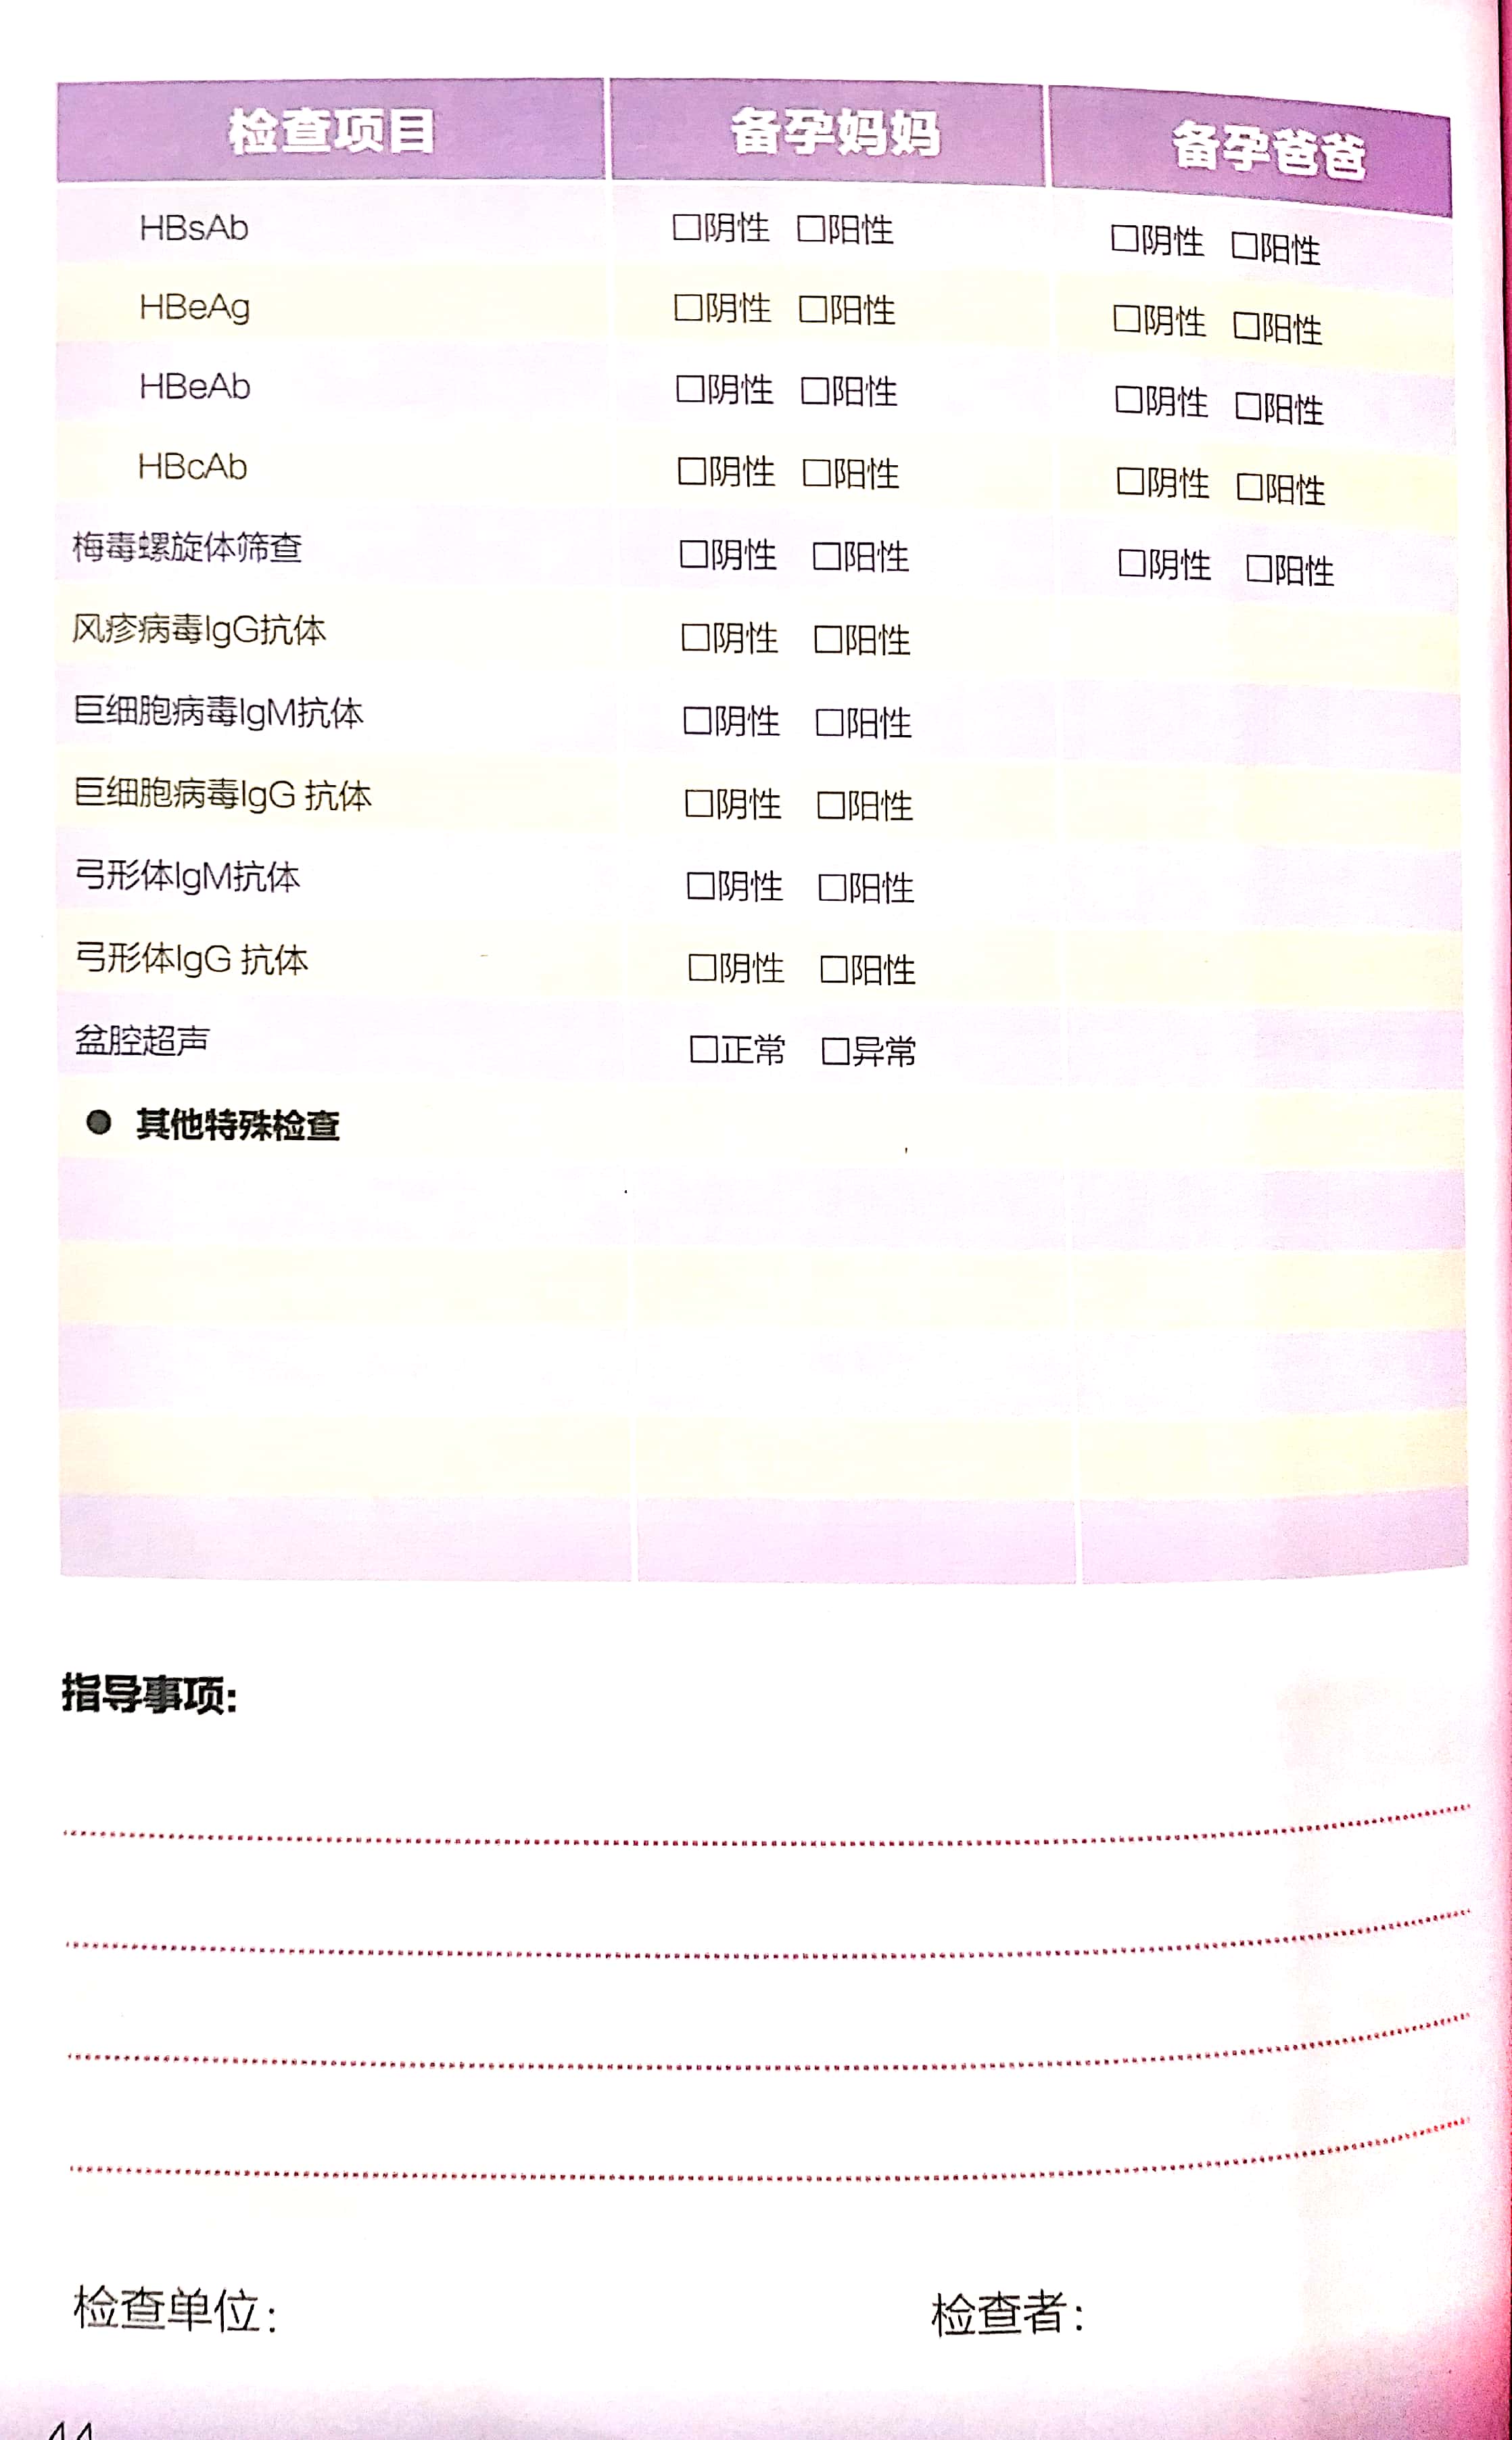 检查项目 备孕妈妈 备孕爸爸
HBsAb □阴性 □阳性 □阴性 □阳性
HBeAg □阴性 □阳性 □阴性 □阳性
HBeAb □阴性 □阳性 □阴性 □阳性
HBcAb □阴性 □阳性 □阴性 □阳性
梅毒螺旋体筛查 □阴性 □阳性 □阴性 □阳性
风疹病毒IgG抗体 □阴性 □阳性
巨细胞病毒IgM抗体 □阴性 □阳性
巨细胞病毒IgG 抗体 □阴性 □阳性
弓形体IgM抗体 □阴性 □阳性
弓形体IgG 抗体 □阴性 □阳性
盆腔超声 □正常 □异常
● 其他特殊检查
指导事项:
检查单位: 检查者:
44